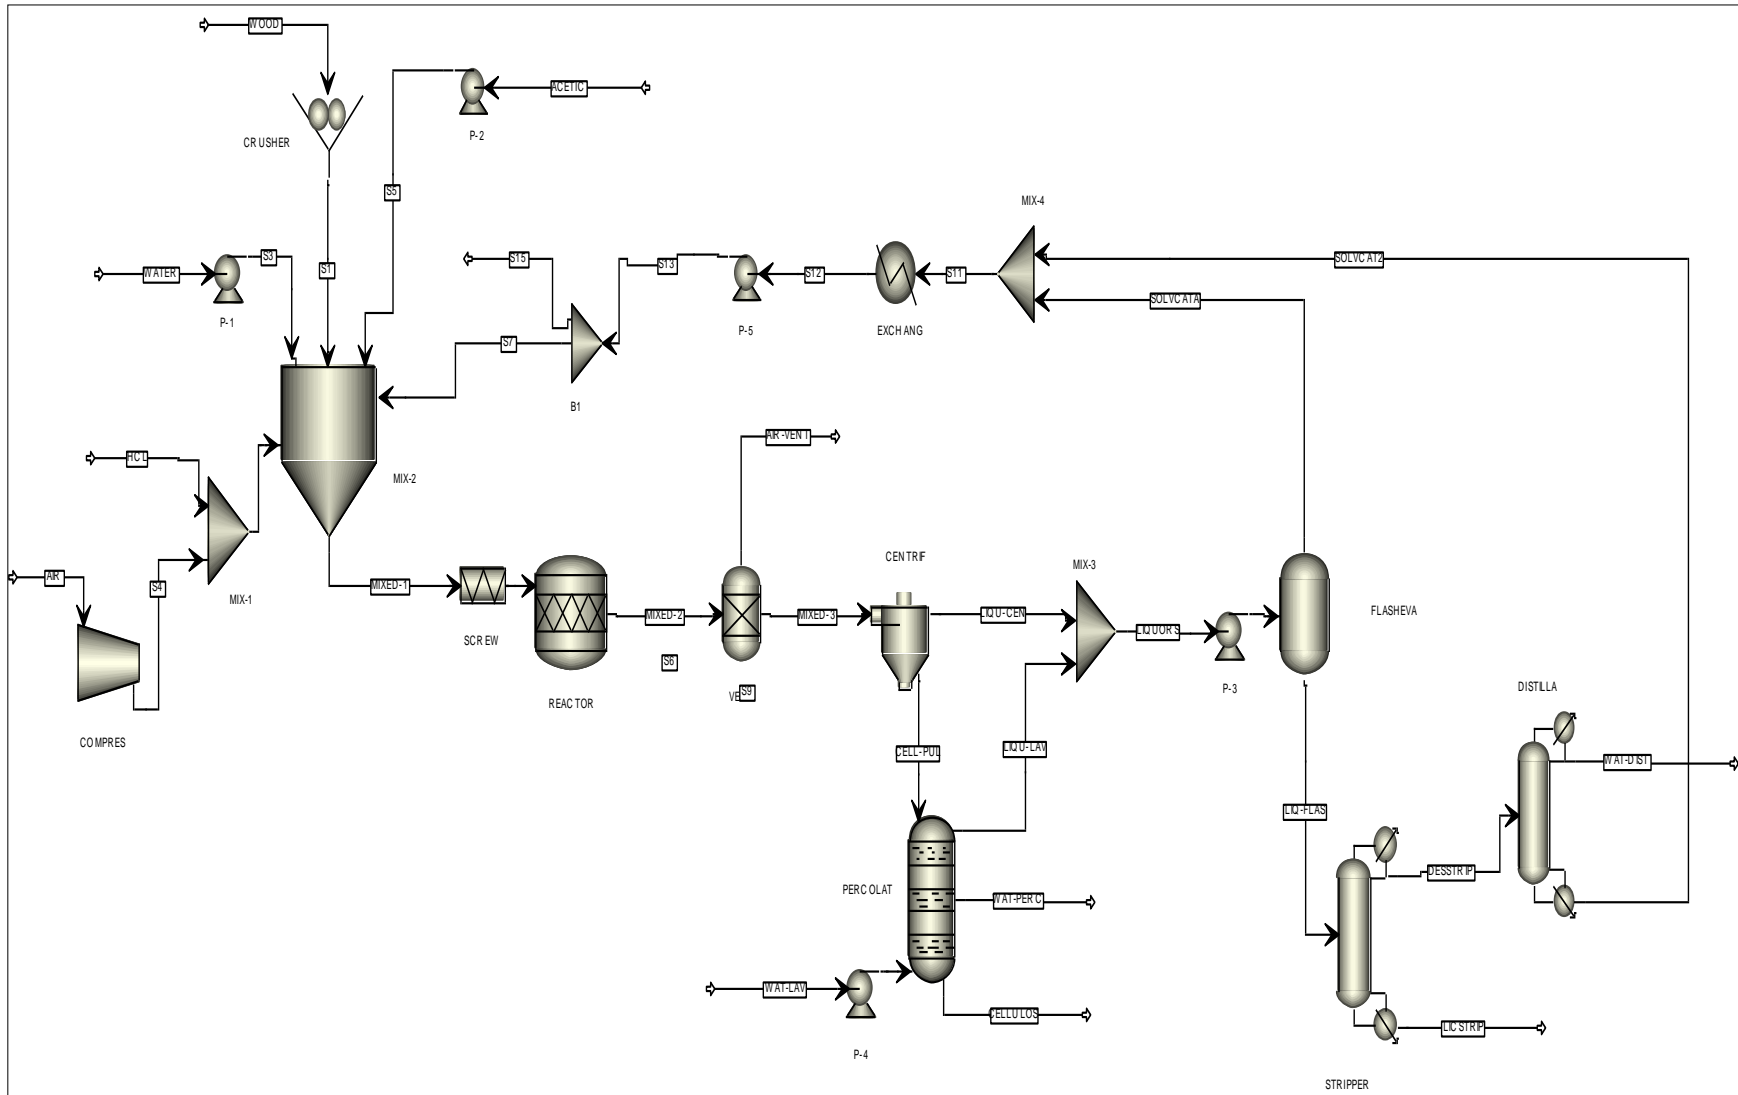 WOOD
ACETIC
P-2
CRUSHER
S5
MIX-4
WATER
S3
S1
S15
S13
S12
S11
SOLVCAT2
SOLVCATA
P-1
P-5
EXCHANG
S7
B1
HCL
AIR-VENT
MIX-2
AIR
S4
MIX-1
MIXED-1
SCREW
REACTOR
MIXED-2
S6
S9
MIXED-3
CENTRIF
LIQU-CEN
MIX-3
LIQUORS
P-3
FLASHEVA
COMPRES
CELL-PUL
LIQU-LAV
DISTILLA
WAT-DIST
LIQ-FLAS
DESSTRIP
PERCOLAT
WAT-PERC
WAT-LAV
CELLULOS
P-4
LICSTRIP
STRIPPER